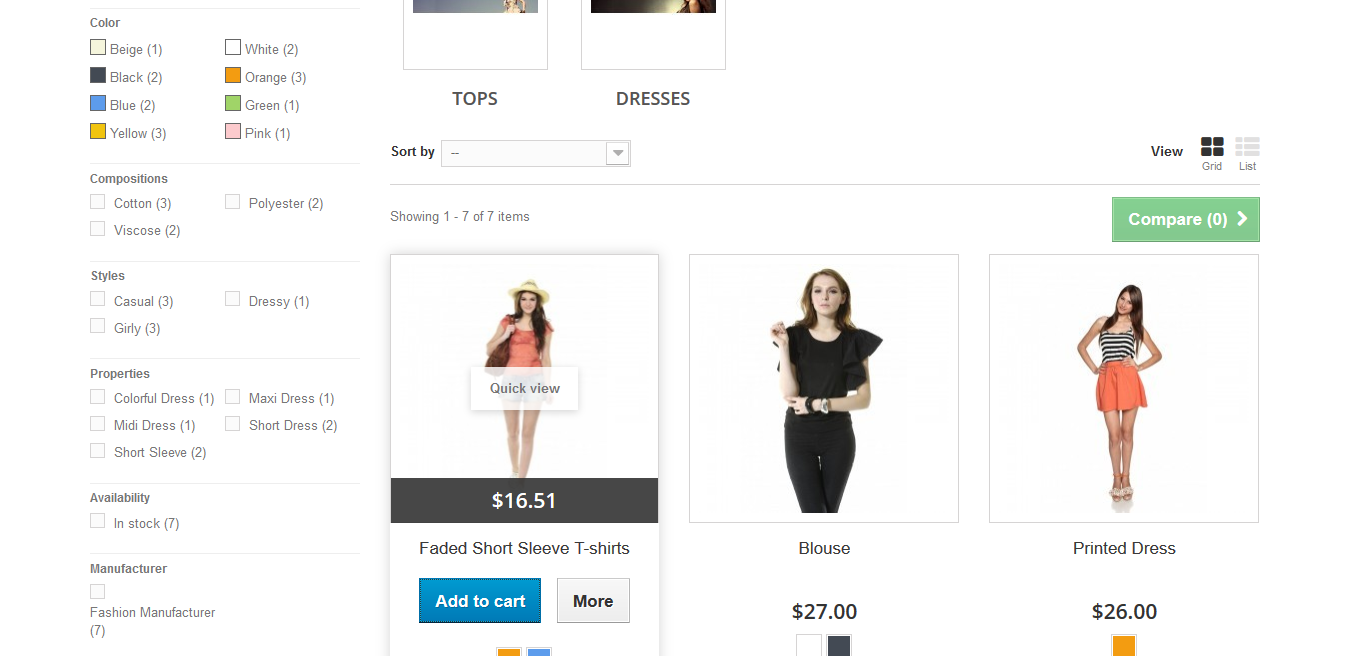 Color
Beige (1) White (2)
Black (2) Orange (3)
Blue (2) Green (1)
Yellow (3) Pink (1)
Compositions
Cotton (3) Polyester (2)
Viscose (2)
Styles
Casual (3) Dressy (1)
Girly (3)
Properties
Colorful Dress (1) Maxi Dress (1)
Midi Dress (1) Short Dress (2)
Short Sleeve (2)
Availability
In stock (7)
Manufacturer
Fashion Manufacturer
(7)
TOPS DRESSES
Sort by -- View
Grid List
Showing 1 - 7 of 7 items
Compare (0)
Quick view
$16.51
Faded Short Sleeve T-shirts
Add to cart More
Blouse
$27.00
Printed Dress
$26.00